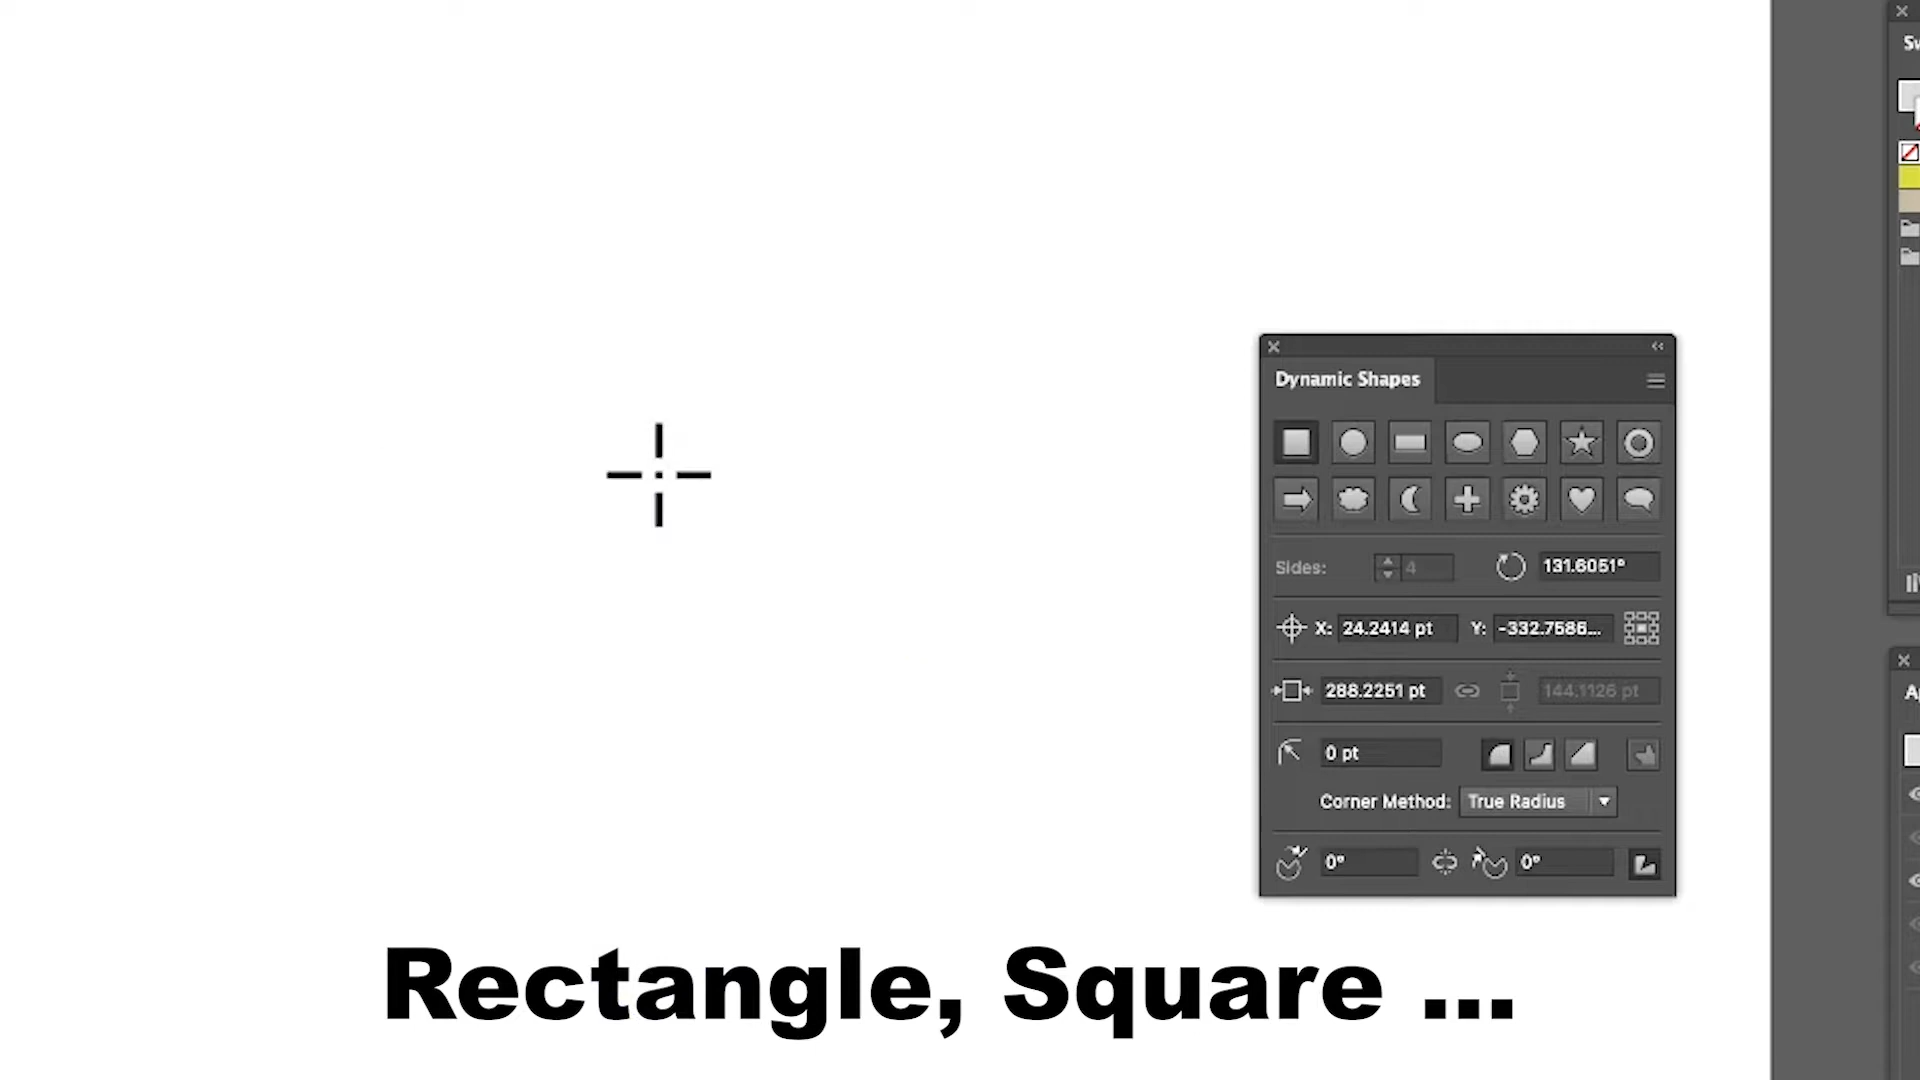 Dynamic Shapes
Sides: 4 131.6051°
X: 24.2414 pt Y: -332.7586...
288.2251 pt 144.1126 pt
0 pt
Corner Method: True Radius
0° 0°
Rectangle, Square ...